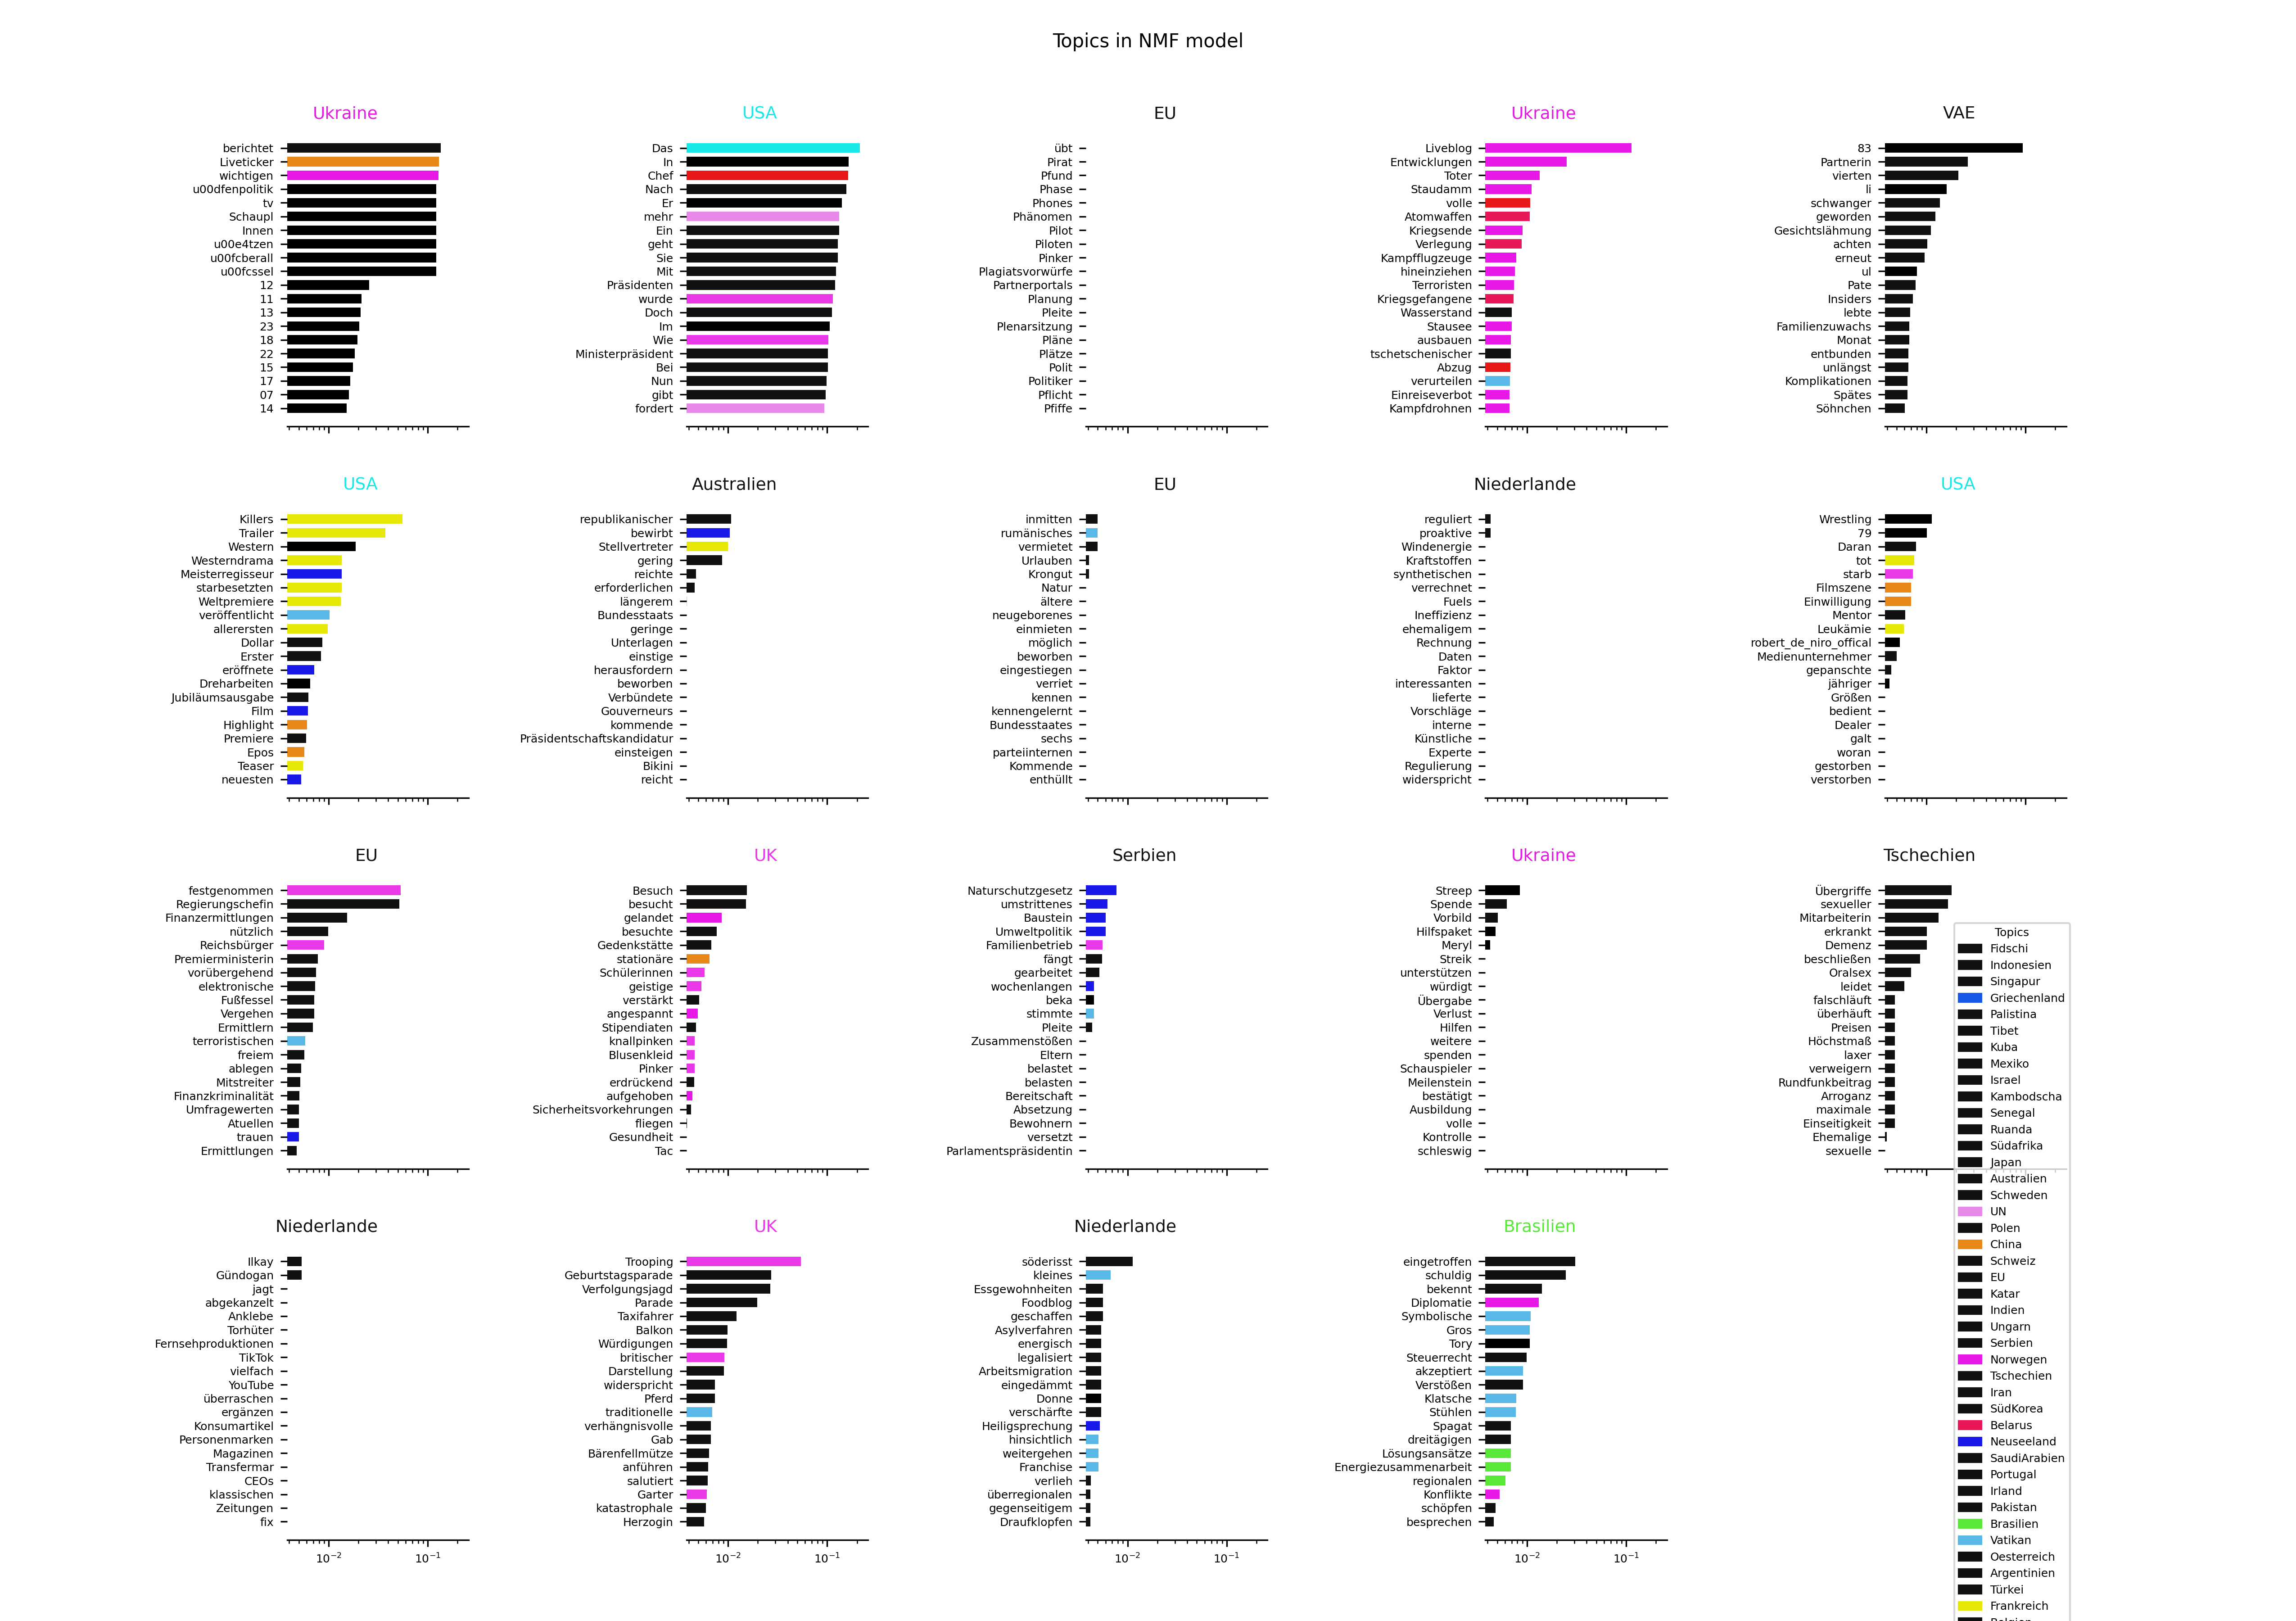 Topics in NMF model
Ukraine
berichtet
Liveticker
wichtigen
u00dfenpolitik
tv
Schaupl
Innen
u00e4tzen
u00fcberall
u00fcssel
12
11
13
23
18
22
15
17
07
14
USA
Das
In
Chef
Nach
Er
mehr
Ein
geht
Sie
Mit
Präsidenten
wurde
Doch
Im
Wie
Ministerpräsident
Bei
Nun
gibt
fordert
EU
übt
Pirat
Pfund
Phase
Phones
Phänomen
Pilot
Piloten
Pinker
Plagiatsvorwürfe
Partnerportals
Planung
Pleite
Plenarsitzung
Pläne
Plätze
Polit
Politiker
Pflicht
Pfiffe
Ukraine
Liveblog
Entwicklungen
Toter
Staudamm
volle
Atomwaffen
Kriegsende
Verlegung
Kampfflugzeuge
hineinziehen
Terroristen
Kriegsgefangene
Wasserstand
Stausee
ausbauen
tschetschenischer
Abzug
verurteilen
Einreiseverbot
Kampfdrohnen
VAE
83
Partnerin
vierten
li
schwanger
geworden
Gesichtslähmung
achten
erneut
ul
Pate
Insiders
lebte
Familienzuwachs
Monat
entbunden
unlängst
Komplikationen
Spätes
Söhnchen
USA
Killers
Trailer
Western
Westerndrama
Meisterregisseur
starbesetzten
Weltpremiere
veröffentlicht
allerersten
Dollar
Erster
eröffnete
Dreharbeiten
Jubiläumsausgabe
Film
Highlight
Premiere
Epos
Teaser
neuesten
Australien
republikanischer
bewirbt
Stellvertreter
gering
reichte
erforderlichen
längerem
Bundesstaats
geringe
Unterlagen
einstige
herausfordern
beworben
Verbündete
Gouverneurs
kommende
Präsidentschaftskandidatur
einsteigen
Bikini
reicht
EU
inmitten
rumänisches
vermietet
Urlauben
Krongut
Natur
ältere
neugeborenes
einmieten
möglich
beworben
eingestiegen
verriet
kennen
kennengelernt
Bundesstaates
sechs
parteiinternen
Kommende
enthüllt
Niederlande
reguliert
proaktive
Windenergie
Kraftstoffen
synthetischen
verrechnet
Fuels
Ineffizienz
ehemaligem
Rechnung
Daten
Faktor
interessanten
lieferte
Vorschläge
interne
Künstliche
Experte
Regulierung
widerspricht
USA
Wrestling
79
Daran
tot
starb
Filmszene
Einwilligung
Mentor
Leukämie
robert_de_niro_offical
Medienunternehmer
gepanschte
jähriger
Größen
bedient
Dealer
galt
woran
gestorben
verstorben
EU
festgenommen
Regierungschefin
Finanzermittlungen
nützlich
Reichsbürger
Premierministerin
vorübergehend
elektronische
Fußfessel
Vergehen
Ermittlern
terroristischen
freiem
ablegen
Mitstreiter
Finanzkriminalität
Umfragewerten
Atuellen
trauen
Ermittlungen
UK
Besuch
besucht
gelandet
besuchte
Gedenkstätte
stationäre
Schülerinnen
geistige
verstärkt
angespannt
Stipendiaten
knallpinken
Blusenkleid
Pinker
erdrückend
aufgehoben
Sicherheitsvorkehrungen
fliegen
Gesundheit
Tac
Serbien
Naturschutzgesetz
umstrittenes
Baustein
Umweltpolitik
Familienbetrieb
fängt
gearbeitet
wochenlangen
beka
stimmte
Pleite
Zusammenstößen
Eltern
belastet
belasten
Bereitschaft
Absetzung
Bewohnern
versetzt
Parlamentspräsidentin
Ukraine
Streep
Spende
Vorbild
Hilfspaket
Meryl
Streik
unterstützen
würdigt
Übergabe
Verlust
Hilfen
weitere
spenden
Schauspieler
Meilenstein
bestätigt
Ausbildung
volle
Kontrolle
schleswig
Tschechien
Übergriffe
sexueller
Mitarbeiterin
erkrankt
Demenz
beschließen
Oralsex
leidet
falschläuft
überhäuft
Preisen
Höchstmaß
laxer
verweigern
Rundfunkbeitrag
Arroganz
maximale
Einseitigkeit
Ehemalige
sexuelle
Niederlande
Ilkay
Gündogan
jagt
abgekanzelt
Anklebe
Torhüter
Fernsehproduktionen
TikTok
vielfach
YouTube
überraschen
ergänzen
Konsumartikel
Personenmarken
Magazinen
Transfermar
CEOs
klassischen
Zeitungen
fix
10⁻² 10⁻¹
UK
Trooping
Geburtstagsparade
Verfolgungsjagd
Parade
Taxifahrer
Balkon
Würdigungen
britischer
Darstellung
widerspricht
Pferd
traditionelle
verhängnisvolle
Gab
Bärenfellmütze
anführen
salutiert
Garter
katastrophale
Herzogin
10⁻² 10⁻¹
Niederlande
söderisst
kleines
Essgewohnheiten
Foodblog
geschaffen
Asylverfahren
energisch
legalisiert
Arbeitsmigration
eingedämmt
Donne
verschärfte
Heiligsprechung
hinsichtlich
weitergehen
Franchise
verlieh
überregionalen
gegenseitigem
Draufklopfen
10⁻² 10⁻¹
Brasilien
eingetroffen
schuldig
bekennt
Diplomatie
Symbolische
Gros
Tory
Steuerrecht
akzeptiert
Verstößen
Klatsche
Stühlen
Spagat
dreitägigen
Lösungsansätze
Energiezusammenarbeit
regionalen
Konflikte
schöpfen
besprechen
10⁻² 10⁻¹
Topics
Fidschi
Indonesien
Singapur
Griechenland
Palistina
Tibet
Kuba
Mexiko
Israel
Kambodscha
Senegal
Ruanda
Südafrika
Japan
Australien
Schweden
UN
Polen
China
Schweiz
EU
Katar
Indien
Ungarn
Serbien
Norwegen
Tschechien
Iran
SüdKorea
Belarus
Neuseeland
SaudiArabien
Portugal
Irland
Pakistan
Brasilien
Vatikan
Oesterreich
Argentinien
Türkei
Frankreich